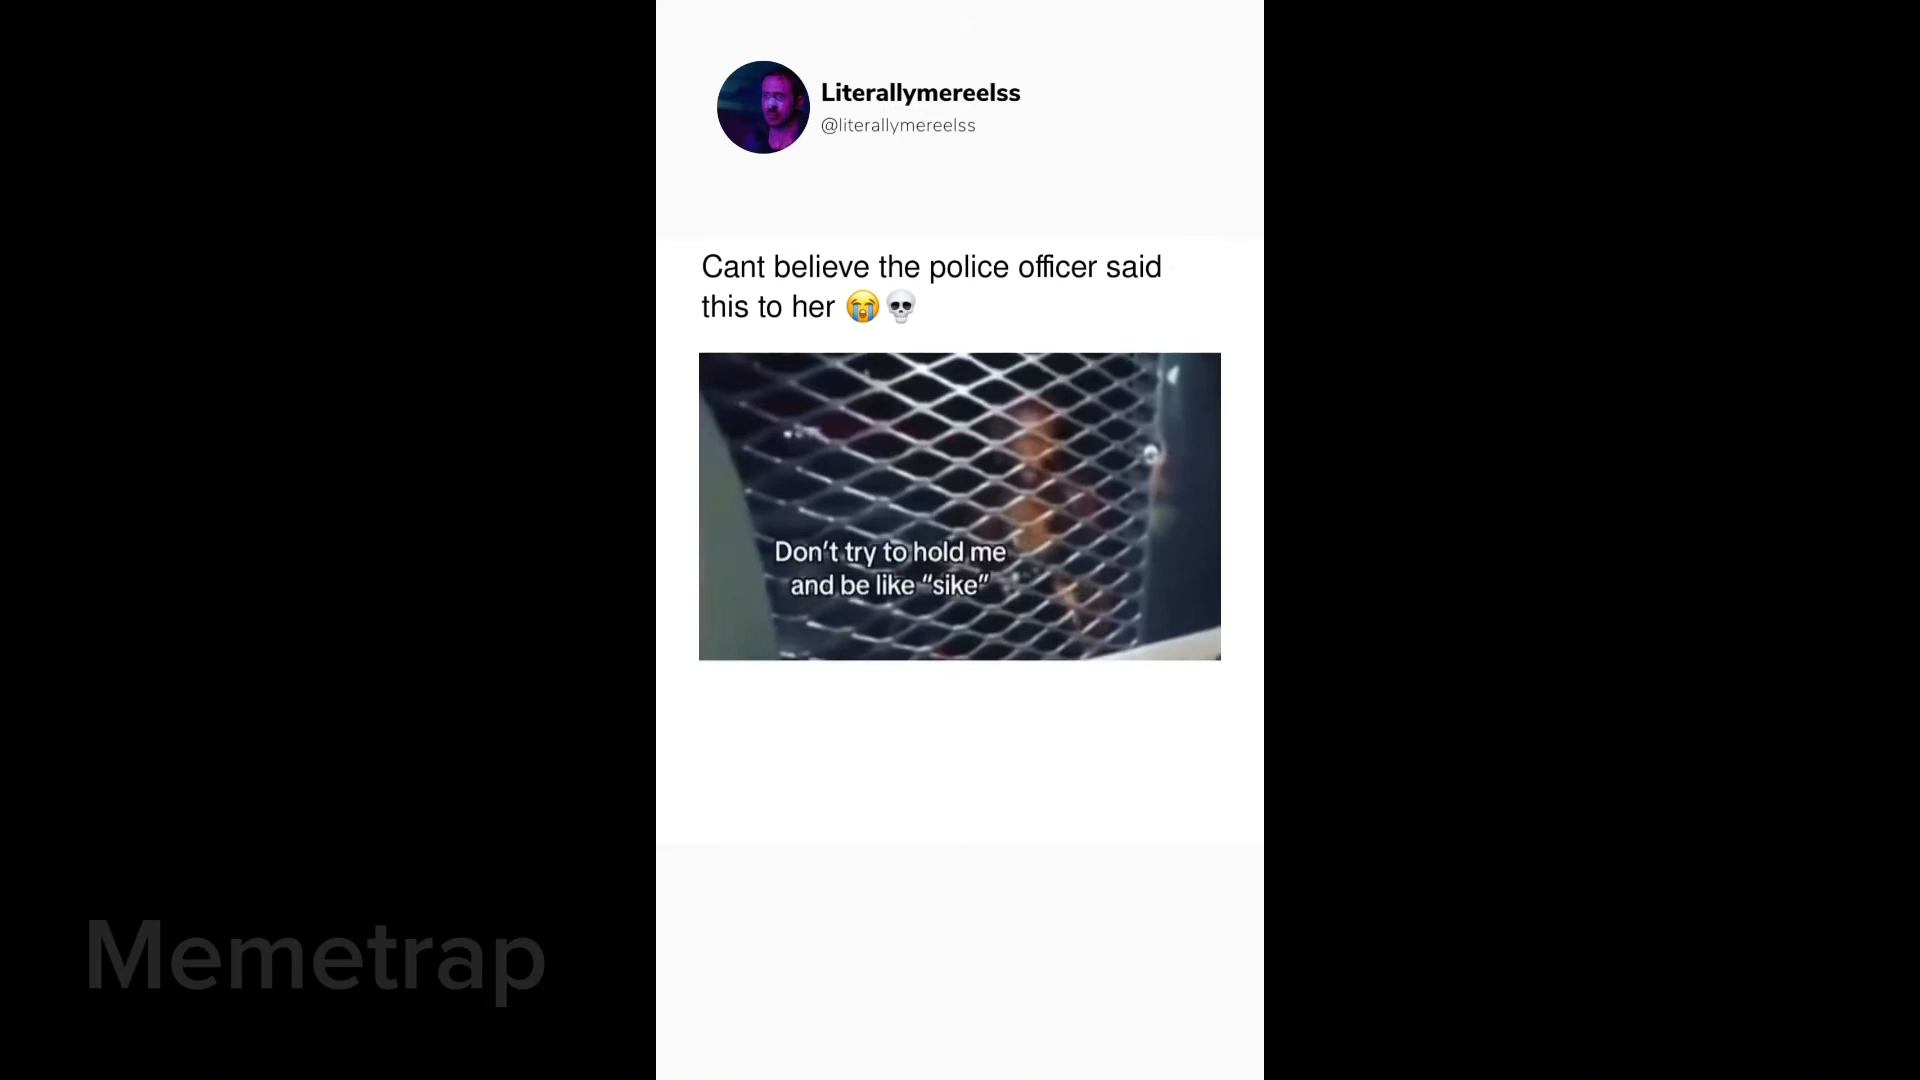 Literallymereelss
@literallymereelss
Cant believe the police officer said
this to her 😭💀
Don't try to hold me
and be like "sike"
Memetrap